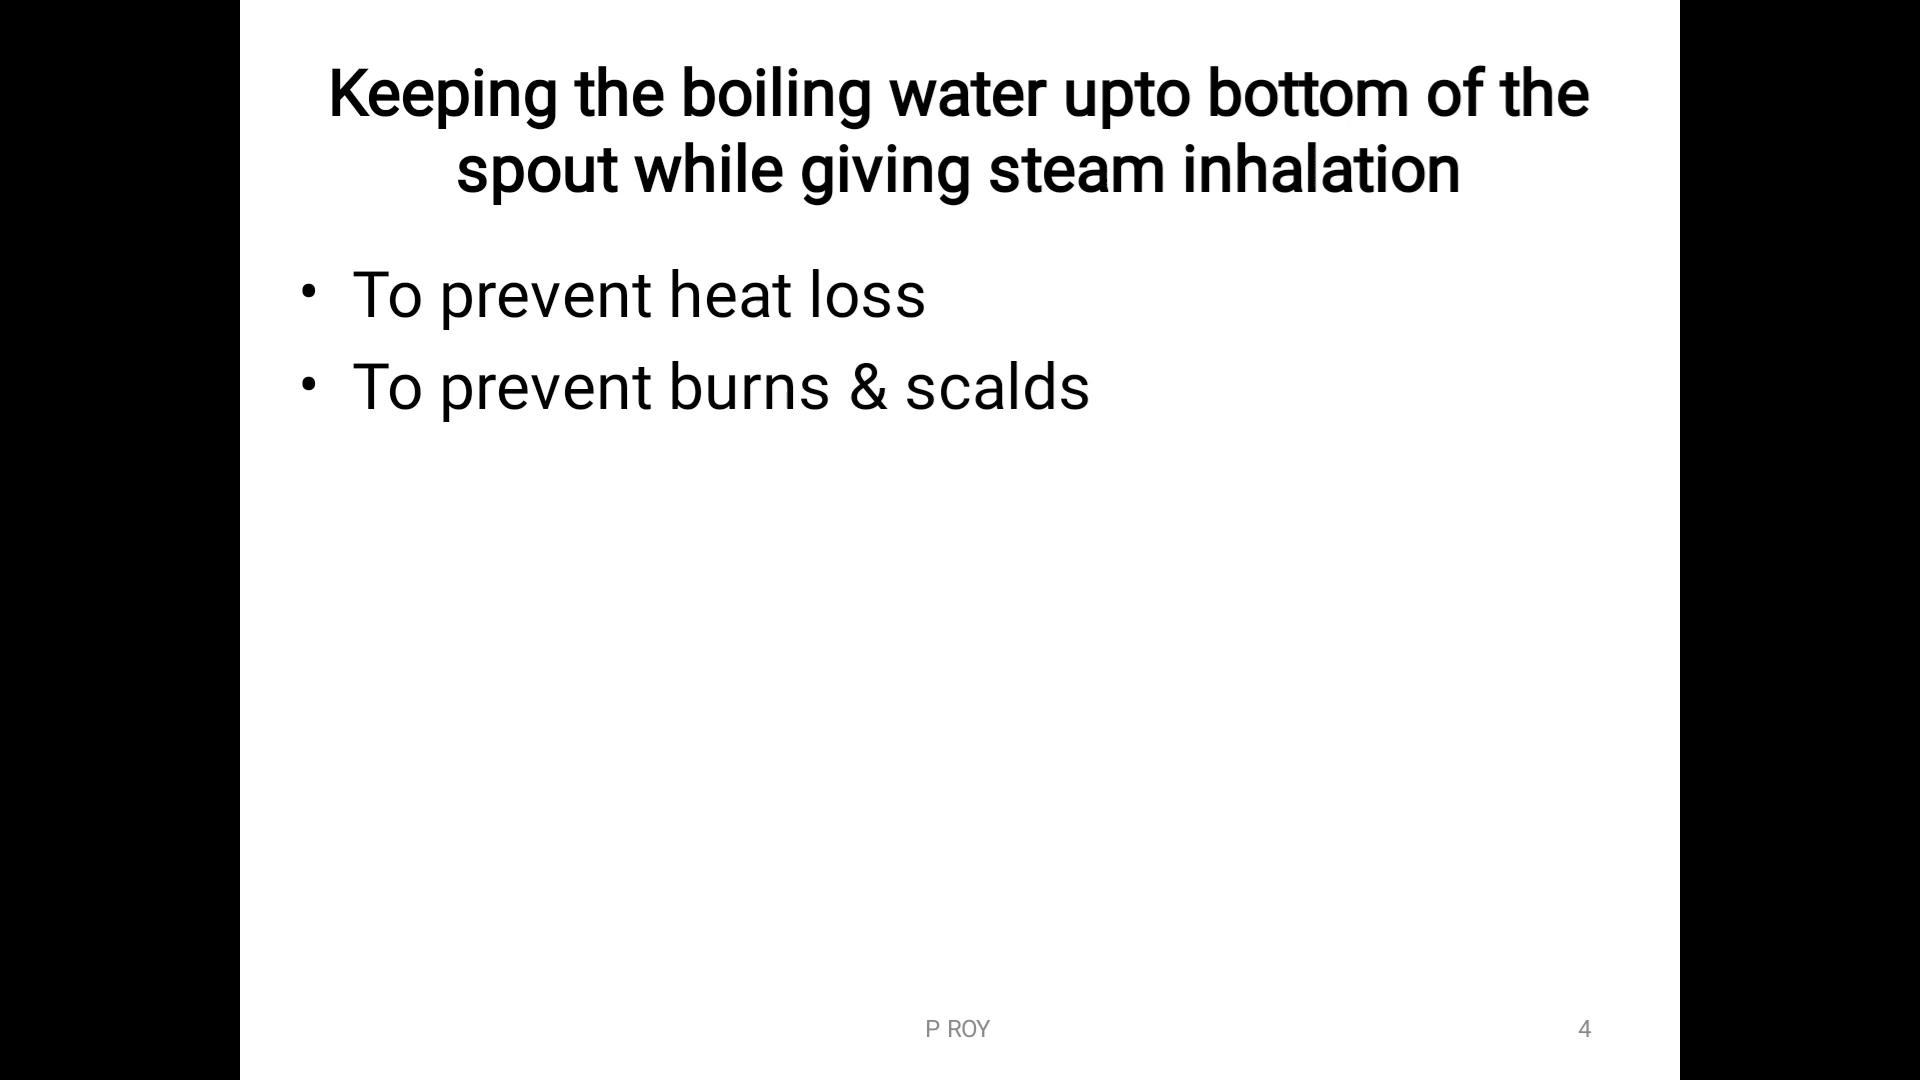 Keeping the boiling water upto bottom of the
spout while giving steam inhalation
• To prevent heat loss
• To prevent burns & scalds
P ROY
4